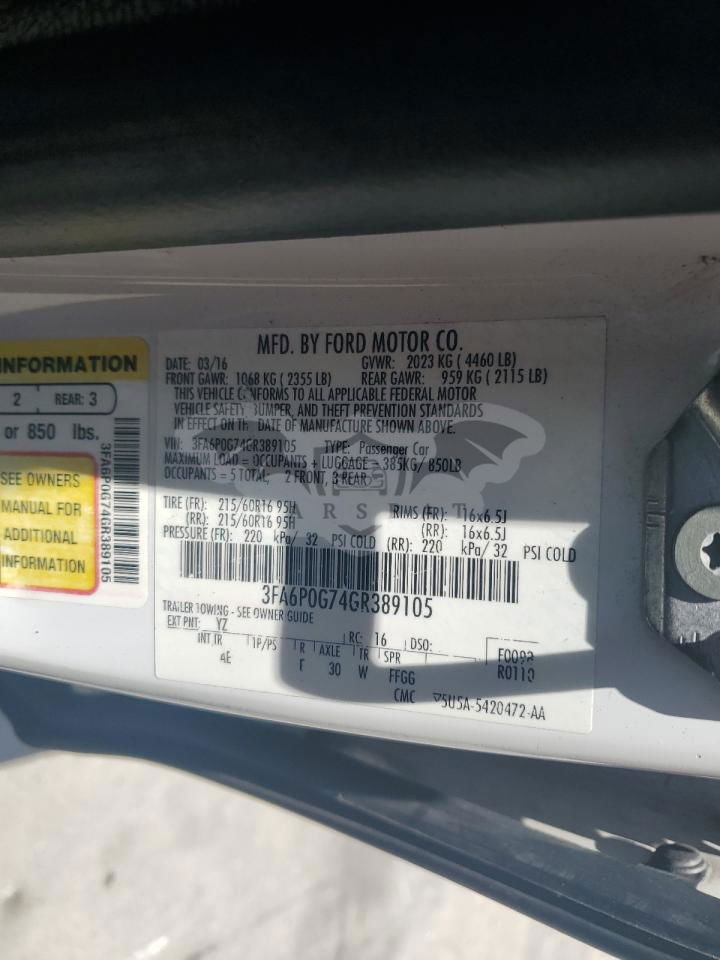 INFORMATION
2 REAR: 3
or 850 lbs.
SEE OWNERS
MANUAL FOR
ADDITIONAL
INFORMATION
3FA6P0G74GR389105
MFD. BY FORD MOTOR CO.
DATE: 03/16 GVWR: 2023 KG ( 4460 LB)
FRONT GAWR: 1068 KG ( 2355 LB) REAR GAWR: 959 KG ( 2115 LB)
THIS VEHICLE CONFORMS TO ALL APPLICABLE FEDERAL MOTOR
VEHICLE SAFETY, BUMPER, AND THEFT PREVENTION STANDARDS
IN EFFECT ON THE DATE OF MANUFACTURE SHOWN ABOVE.
VIN: 3FA6P0G74GR389105 TYPE: Passenger Car
MAXIMUM LOAD = OCCUPANTS + LUGGAGE = 385KG/ 850LB
OCCUPANTS = 5 TOTAL, 2 FRONT, 3 REAR
TIRE (FR): 215/60R16 95H RIMS (FR): 16x6.5J
(RR): 215/60R16 95H (RR): 16x6.5J
PRESSURE (FR): 220 kPa/ 32 PSI COLD (RR): 220 kPa/ 32 PSI COLD
3FA6P0G74GR389105
TRAILER TOWING - SEE OWNER GUIDE
EXT PNT: YZ RC: 16 DSO:
INT TR TP/PS R AXLE TR SPR
4E F 30 W FFGG
F0098
R0110
CMC 5U5A-5420472-AA